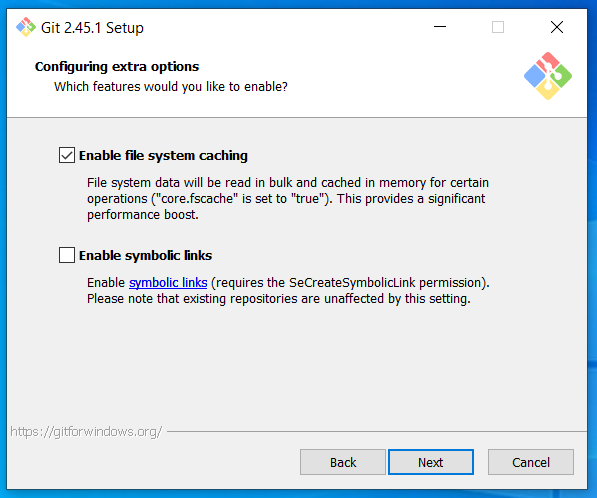 Git 2.45.1 Setup
Configuring extra options
Which features would you like to enable?
Enable file system caching
File system data will be read in bulk and cached in memory for certain
operations ("core.fscache" is set to "true"). This provides a significant
performance boost.
Enable symbolic links
Enable symbolic links (requires the SeCreateSymbolicLink permission).
Please note that existing repositories are unaffected by this setting.
https://gitforwindows.org/
Back
Next
Cancel